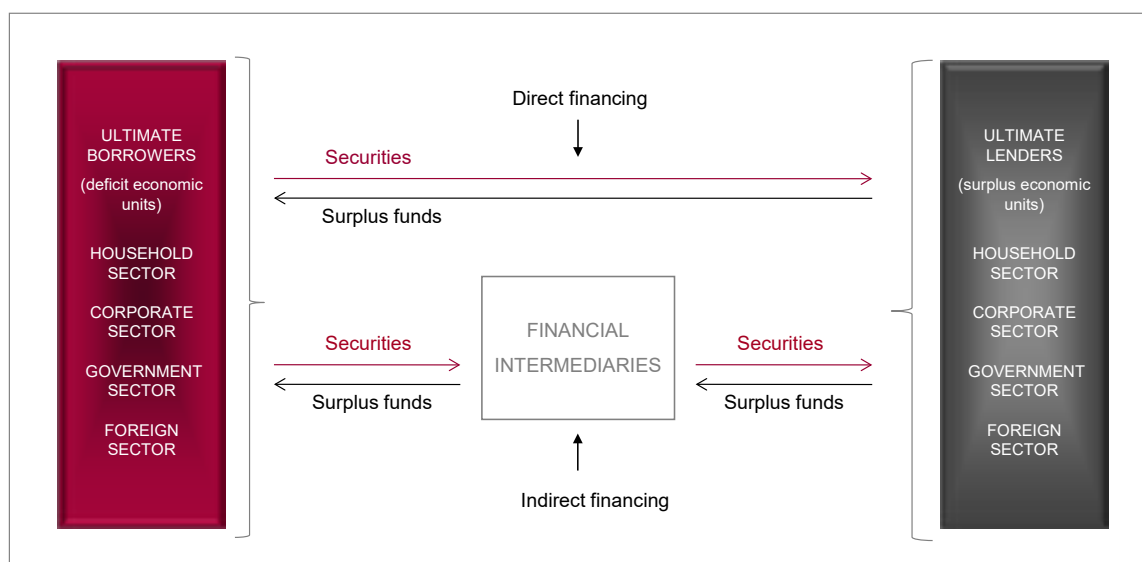 ULTIMATE
BORROWERS
(deficit economic
units)
HOUSEHOLD
SECTOR
CORPORATE
SECTOR
GOVERNMENT
SECTOR
FOREIGN
SECTOR
Direct financing
Securities
Surplus funds
Securities
Surplus funds
FINANCIAL
INTERMEDIARIES
Securities
Surplus funds
Indirect financing
ULTIMATE
LENDERS
(surplus economic
units)
HOUSEHOLD
SECTOR
CORPORATE
SECTOR
GOVERNMENT
SECTOR
FOREIGN
SECTOR